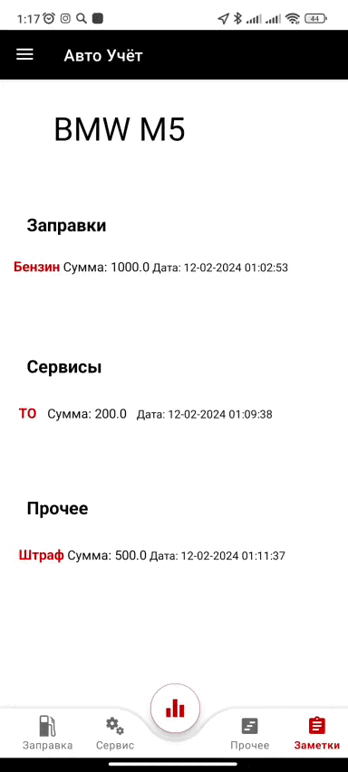 1:17
44
Авто Учёт
BMW M5
Заправки
Бензин Сумма: 1000.0 Дата: 12-02-2024 01:02:53
Сервисы
ТО Сумма: 200.0 Дата: 12-02-2024 01:09:38
Прочее
Штраф Сумма: 500.0 Дата: 12-02-2024 01:11:37
Заправка Сервис Прочее Заметки